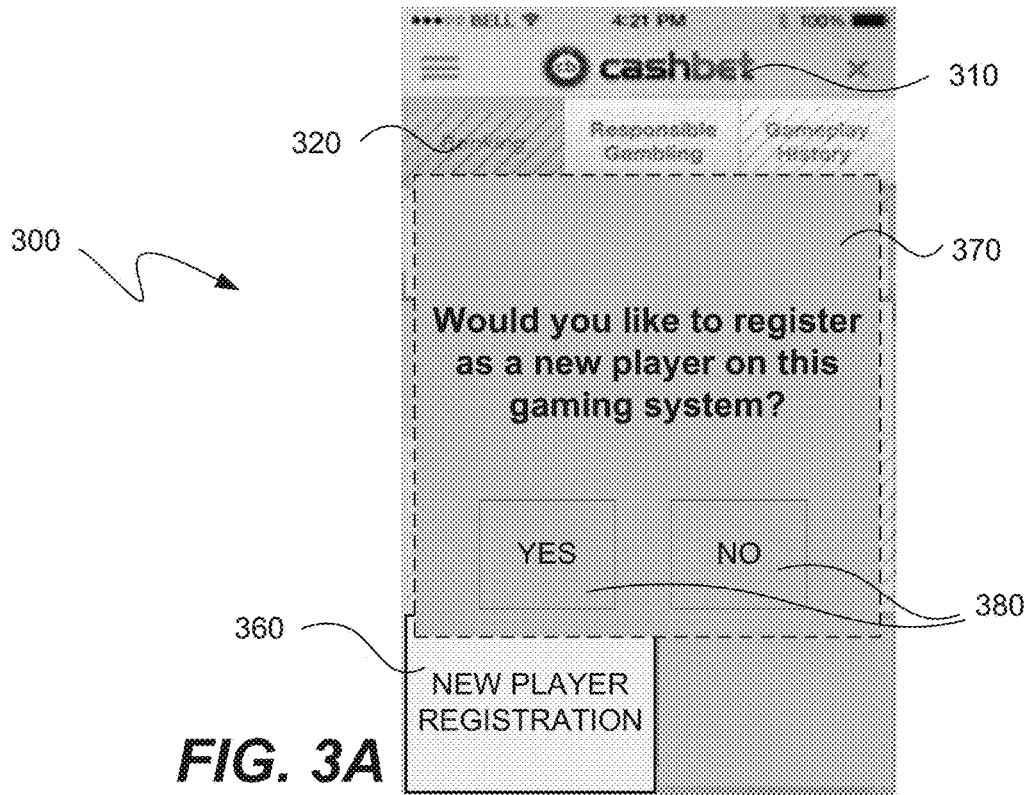 BELL 4:21 PM 100%
cashbet
310
320
Responsible Gambling
Gameplay History
300
370
Would you like to register
as a new player on this
gaming system?
YES NO
380
360
NEW PLAYER
REGISTRATION
FIG. 3A